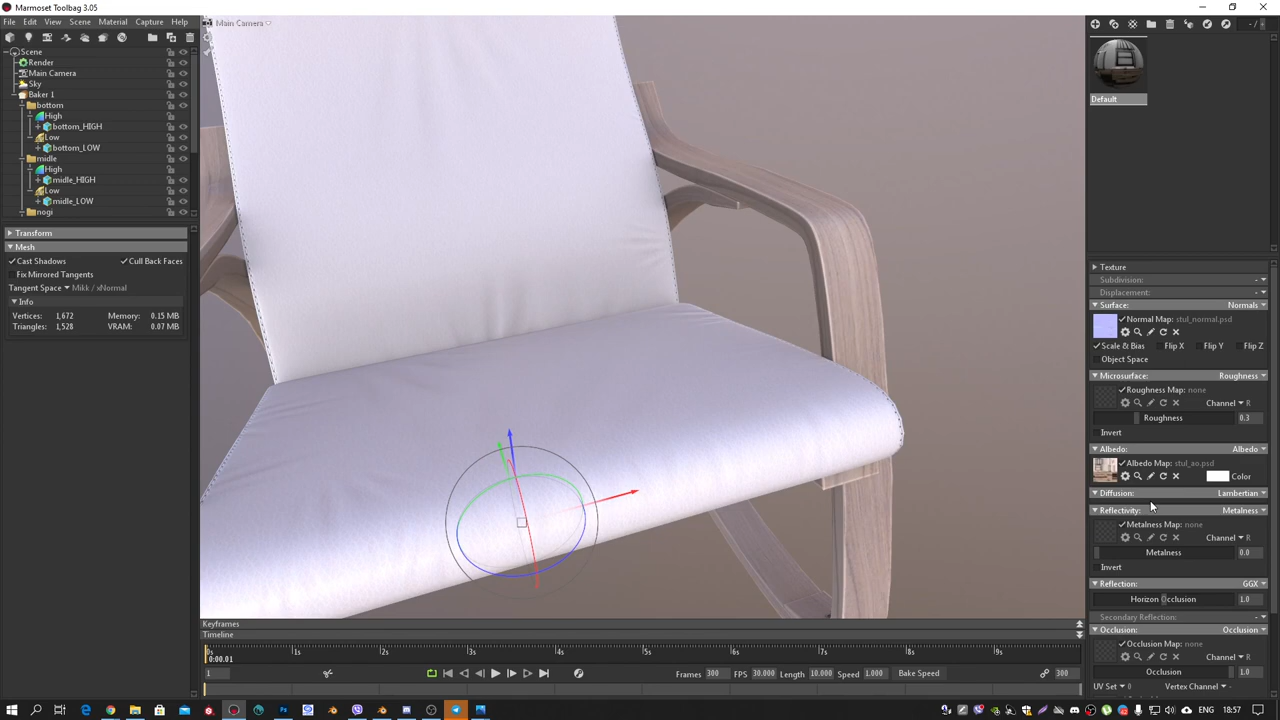 Marmoset Toolbag 3.05
File Edit View Scene Material Capture Help
Main Camera
- / -
Scene
Render
Main Camera
Sky
Baker 1
bottom
High
bottom_HIGH
Low
bottom_LOW
midle
High
midle_HIGH
Low
midle_LOW
nogi
Transform
Mesh
Cast Shadows Cull Back Faces
Fix Mirrored Tangents
Tangent Space Mikk / xNormal
Info
Vertices: 1,672 Memory: 0.15 MB
Triangles: 1,528 VRAM: 0.07 MB
Default
Texture
Subdivision: -
Displacement: -
Surface: Normals
Normal Map: stul_normal.psd
Scale & Bias Flip X Flip Y Flip Z
Object Space
Microsurface: Roughness
Roughness Map: none
Channel R
Roughness 0.3
Invert
Albedo: Albedo
Albedo Map: stul_ao.psd
Color
Diffusion: Lambertian
Reflectivity: Metalness
Metalness Map: none
Channel R
Metalness 0.0
Invert
Reflection: GGX
Horizon Occlusion 1.0
Secondary Reflection: -
Occlusion: Occlusion
Occlusion Map: none
Channel R
Occlusion 1.0
UV Set 0 Vertex Channel -
Keyframes
Timeline
0s 1s 2s 3s 4s 5s 6s 7s 8s 9s
0:00.01
1 Frames 300 FPS 30.000 Length 10.000 Speed 1.000 Bake Speed 300
ENG 18:57